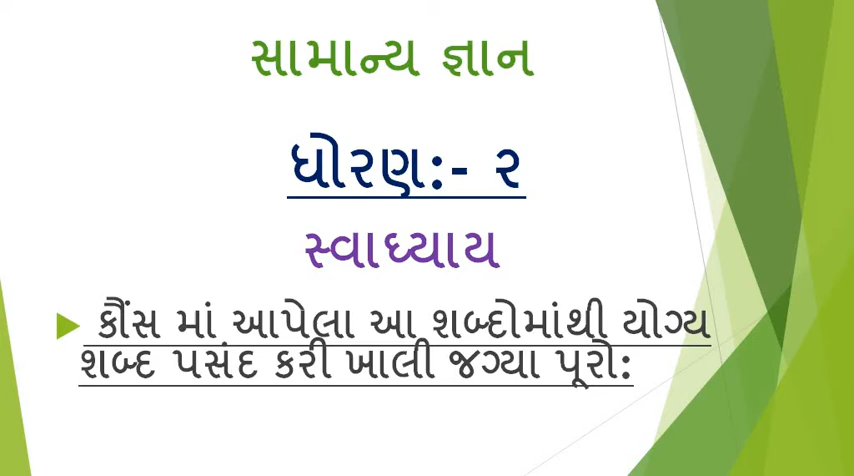 સામાન્ય જ્ઞાન
ધોરણ:- ૨
સ્વાધ્યાય
કૌંસ માં આપેલા આ શબ્દોમાંથી યોગ્ય
શબ્દ પસંદ કરી ખાલી જગ્યા પૂરો: